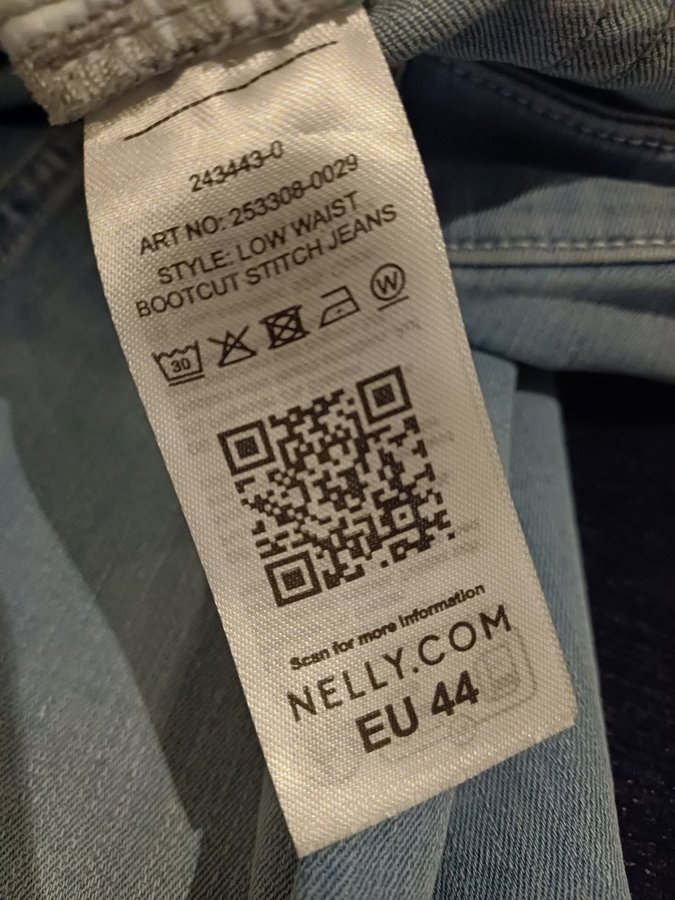 243443-0
ART NO: 253308-0029
STYLE: LOW WAIST
BOOTCUT STITCH JEANS
30
W
Scan for more information
NELLY.COM
EU 44